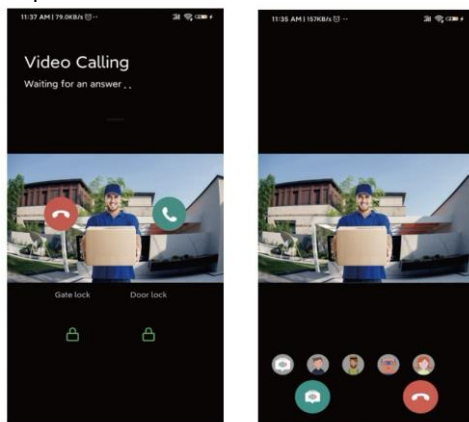 11:37 AM | 79.0KB/s
Video Calling
Waiting for an answer . .
Gate lock
Door lock
11:35 AM | 157KB/s